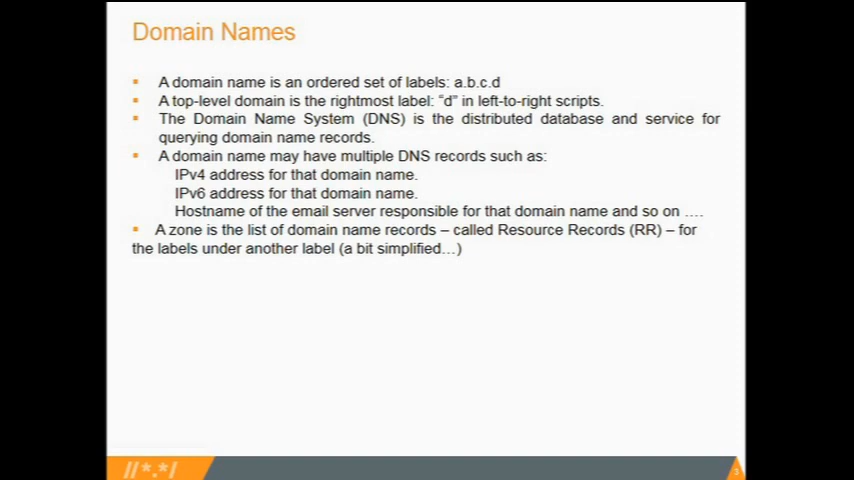 Domain Names
▪ A domain name is an ordered set of labels: a.b.c.d
▪ A top-level domain is the rightmost label: “d” in left-to-right scripts.
▪ The Domain Name System (DNS) is the distributed database and service for
querying domain name records.
▪ A domain name may have multiple DNS records such as:
IPv4 address for that domain name.
IPv6 address for that domain name.
Hostname of the email server responsible for that domain name and so on ….
▪ A zone is the list of domain name records – called Resource Records (RR) – for
the labels under another label (a bit simplified…)
//*.*/